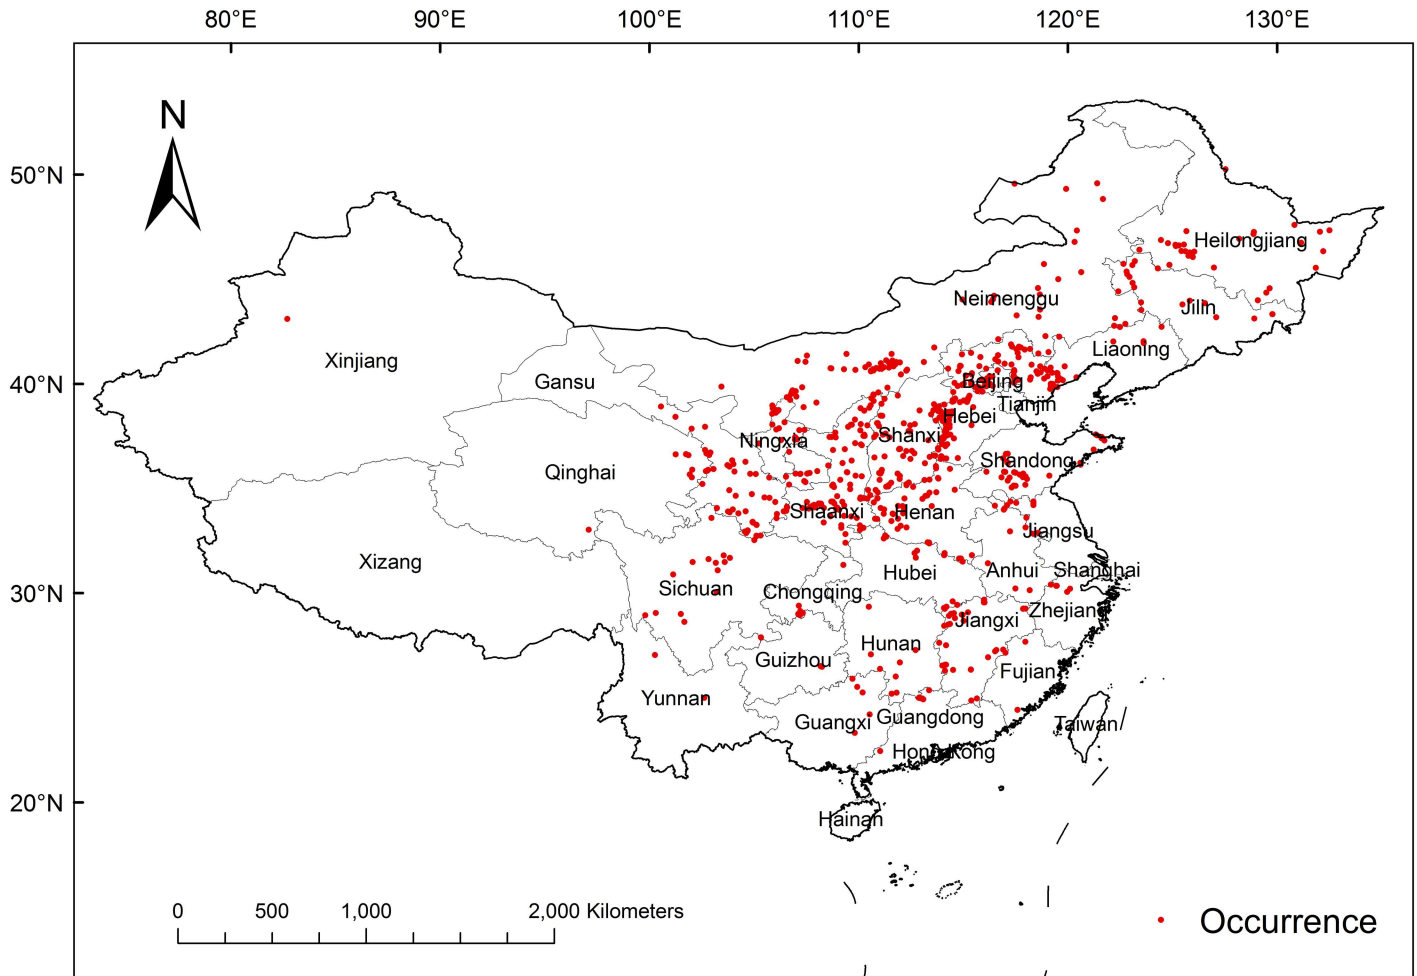 80°E 90°E 100°E 110°E 120°E 130°E
N
50°N
Heilongjiang
Neimenggu
Jilin
Liaoning
Xinjiang
Gansu
40°N
Beijing
Tianjin
Hebei
Ningxia
Shanxi
Shandong
Qinghai
Shaanxi
Henan
Jiangsu
Xizang
Hubei
Anhui
Shanghai
30°N
Sichuan
Chongqing
Zhejiang
Jiangxi
Hunan
Guizhou
Fujian
Yunnan
Guangxi
Guangdong
Taiwan
Hong Kong
20°N
Hainan
0 500 1,000 2,000 Kilometers
Occurrence